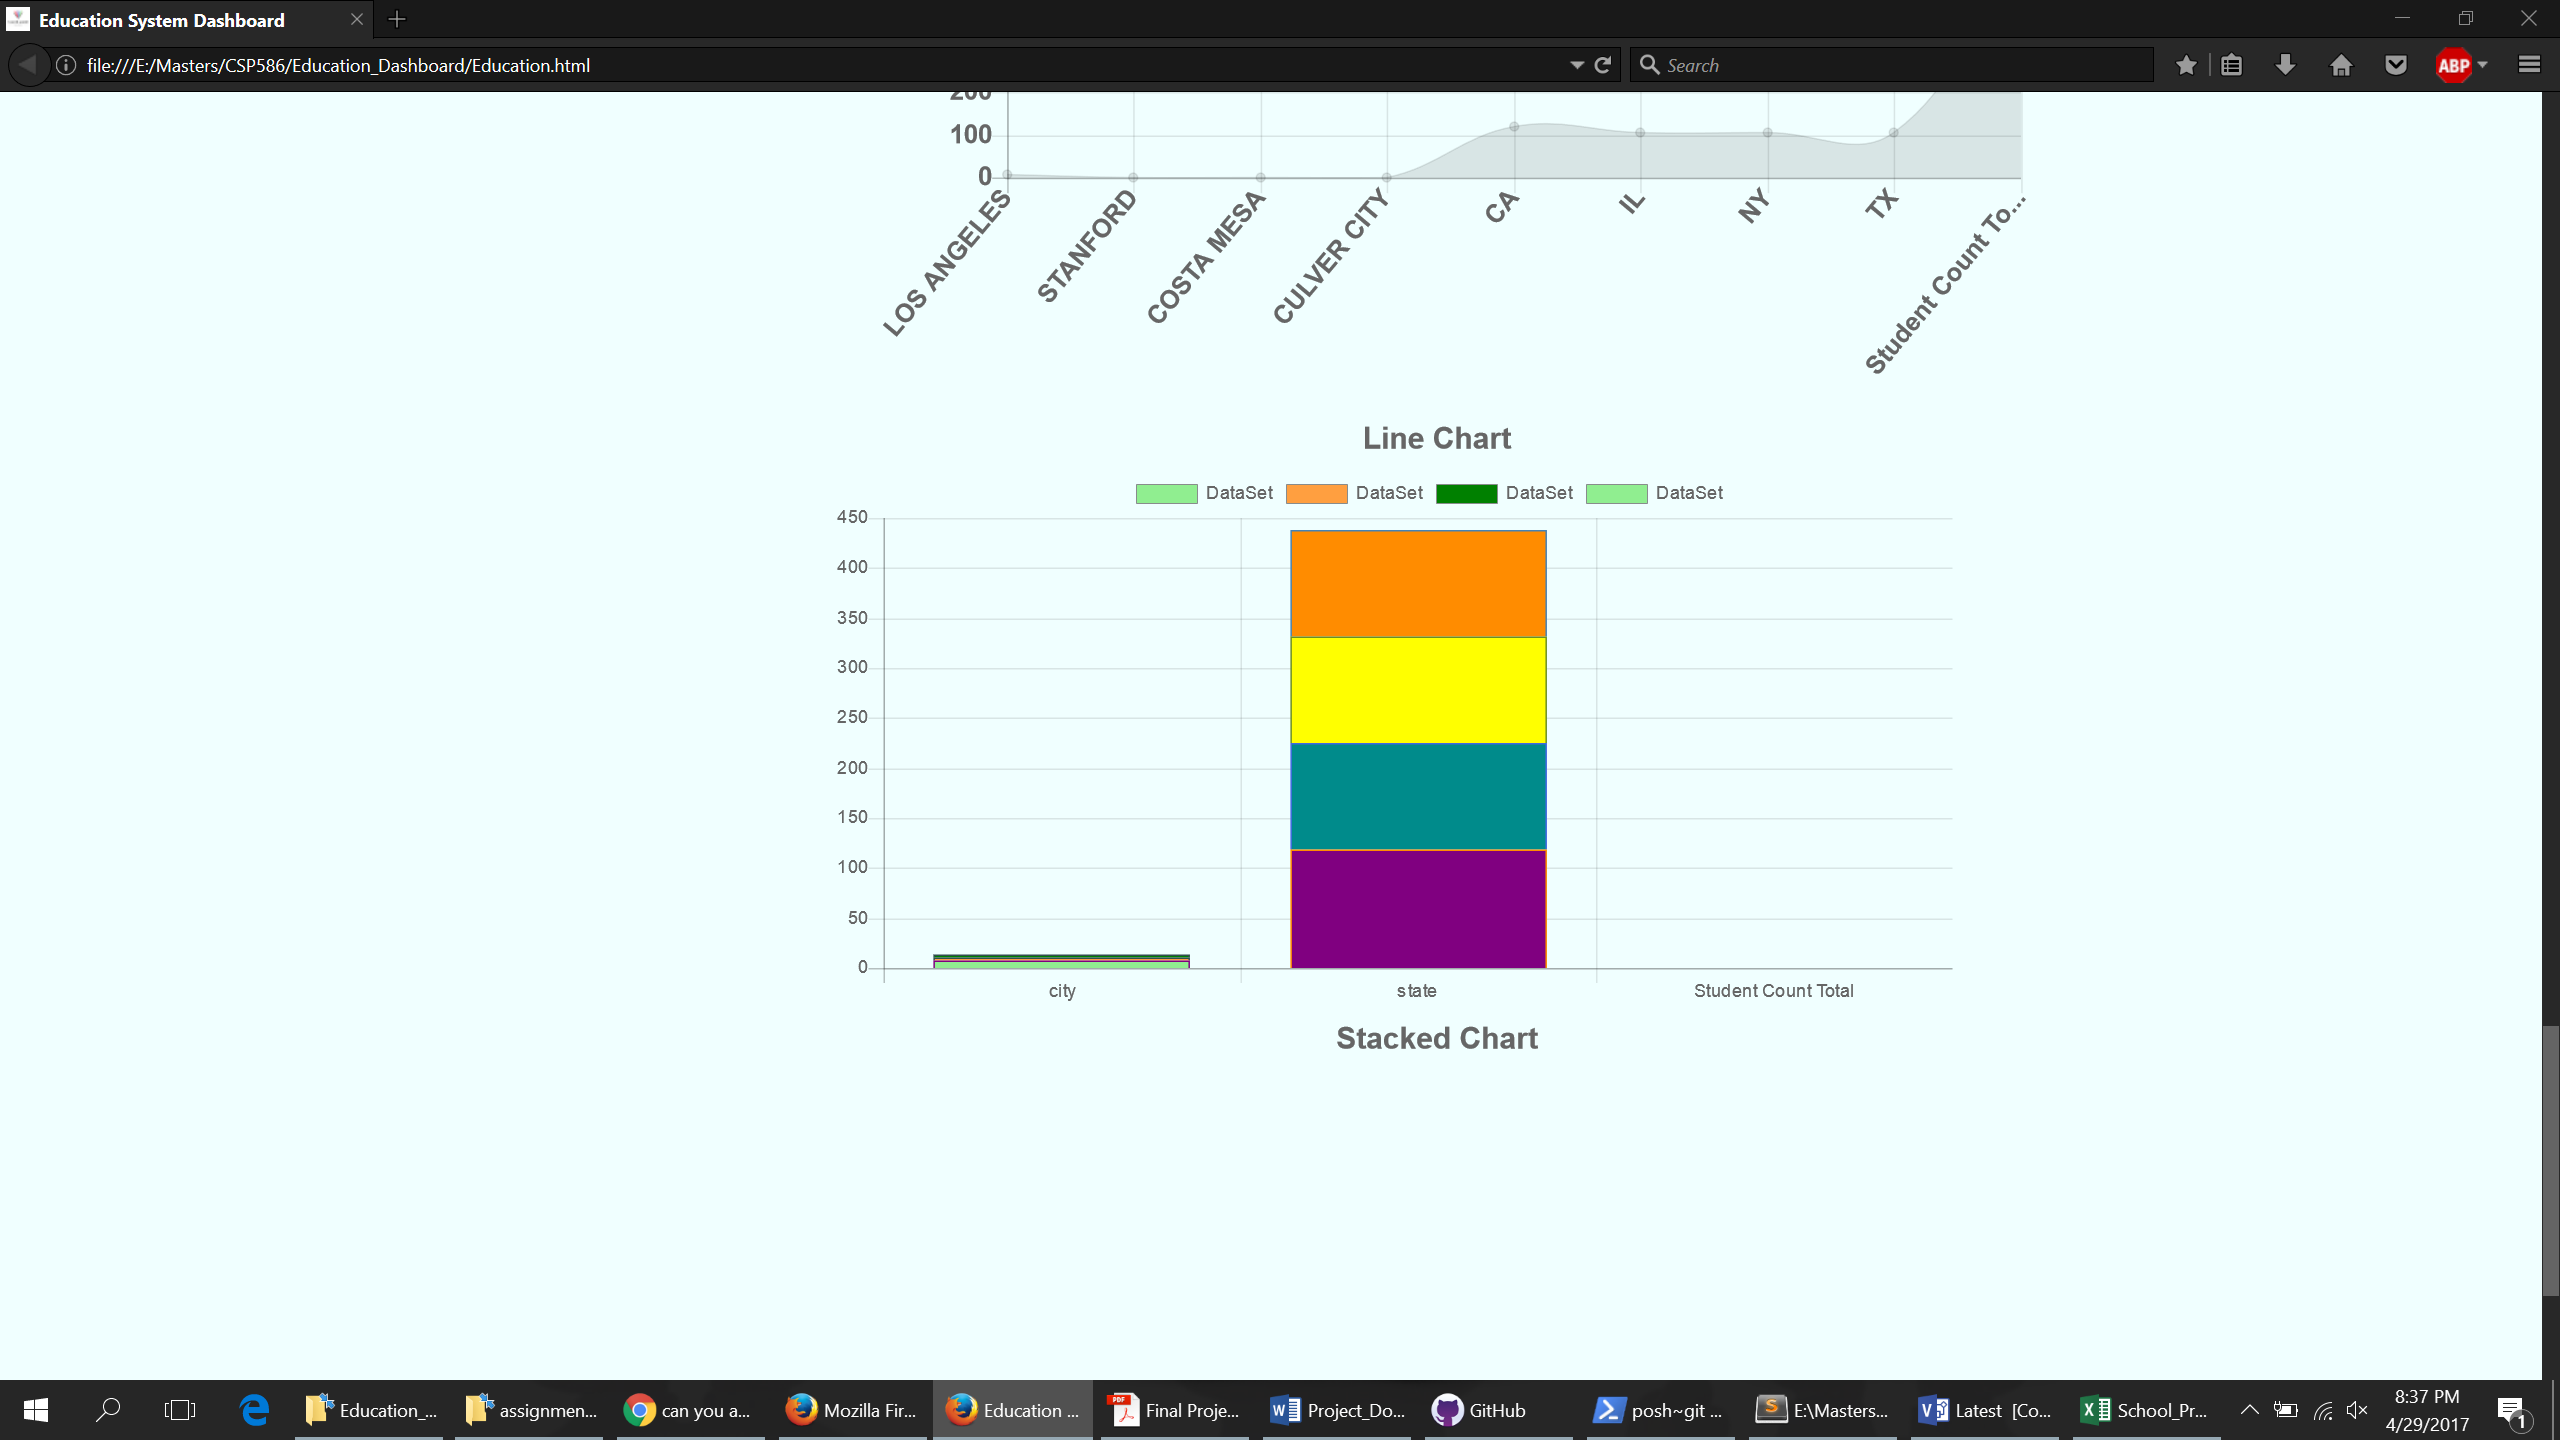 Education System Dashboard
file:///E:/Masters/CSP586/Education_Dashboard/Education.html
Search
ABP
200
100
0
LOS ANGELES
STANFORD
COSTA MESA
CULVER CITY
CA
IL
NY
TX
Student Count To...
Line Chart
DataSet DataSet DataSet DataSet
450
400
350
300
250
200
150
100
50
0
city state Student Count Total
Stacked Chart
Education_... assignmen... can you a... Mozilla Fir... Education ... Final Proje... Project_Do... GitHub posh~git ... E:\Masters... Latest [Co... School_Pr...
8:37 PM
4/29/2017
1